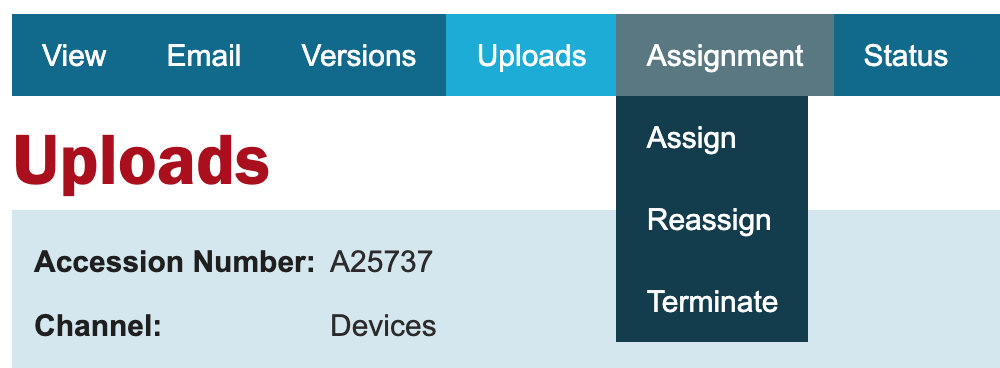 View Email Versions Uploads Assignment Status
Assign
Reassign
Terminate
Uploads
Accession Number: A25737
Channel: Devices